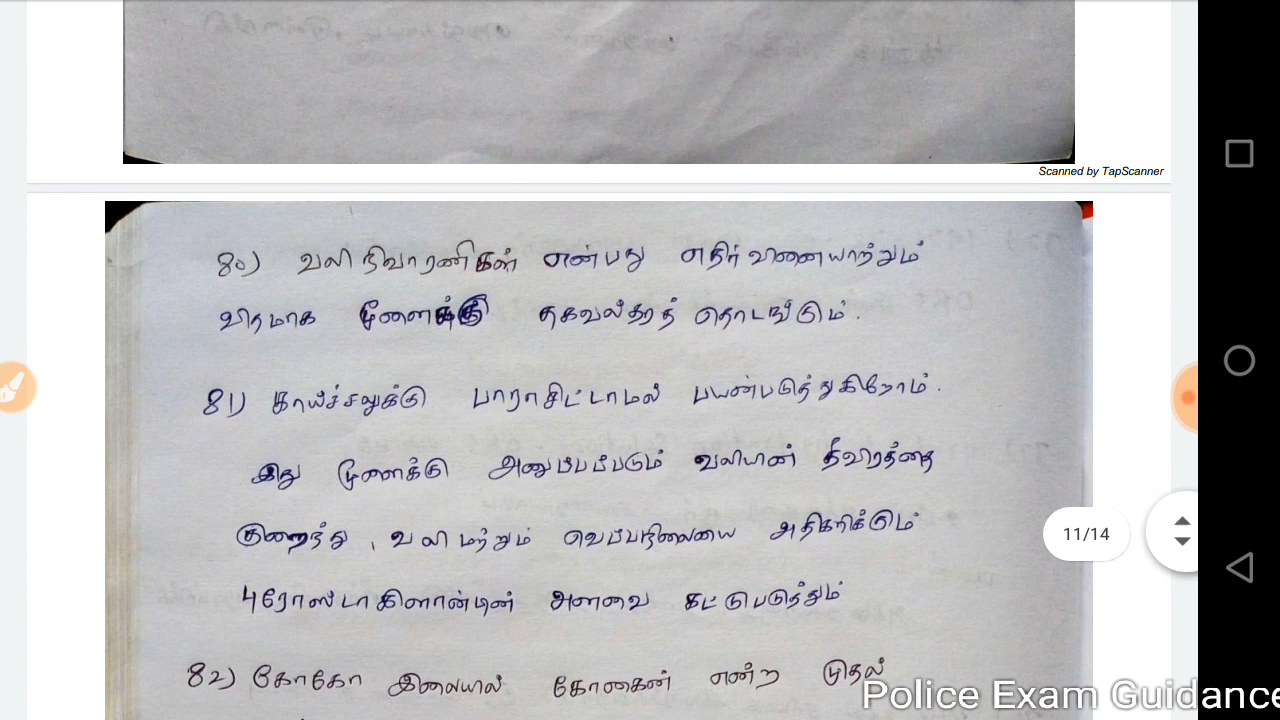 Scanned by TapScanner
80) வலி நிவாரணிகள் என்பது எதிர் வினையாற்றும்
விதமாக மூளைக்கு தகவல்தரத் தொடங்கும்.
81) காய்ச்சலுக்கு பாராசிட்டாமல் பயன்படுத்துகிறோம்.
இது மூளைக்கு அனுப்பப்படும் வலியின் தீவிரத்தை
குறைந்து, வலி மற்றும் வெப்பநிலையை அதிகரிக்கும்
புரோஸ்டாகிளான்டின் அளவை கட்டுபடுத்தும்
11/14
82) கோகோ இலையில் கோகைன் என்ற முதல்
Police Exam Guidance